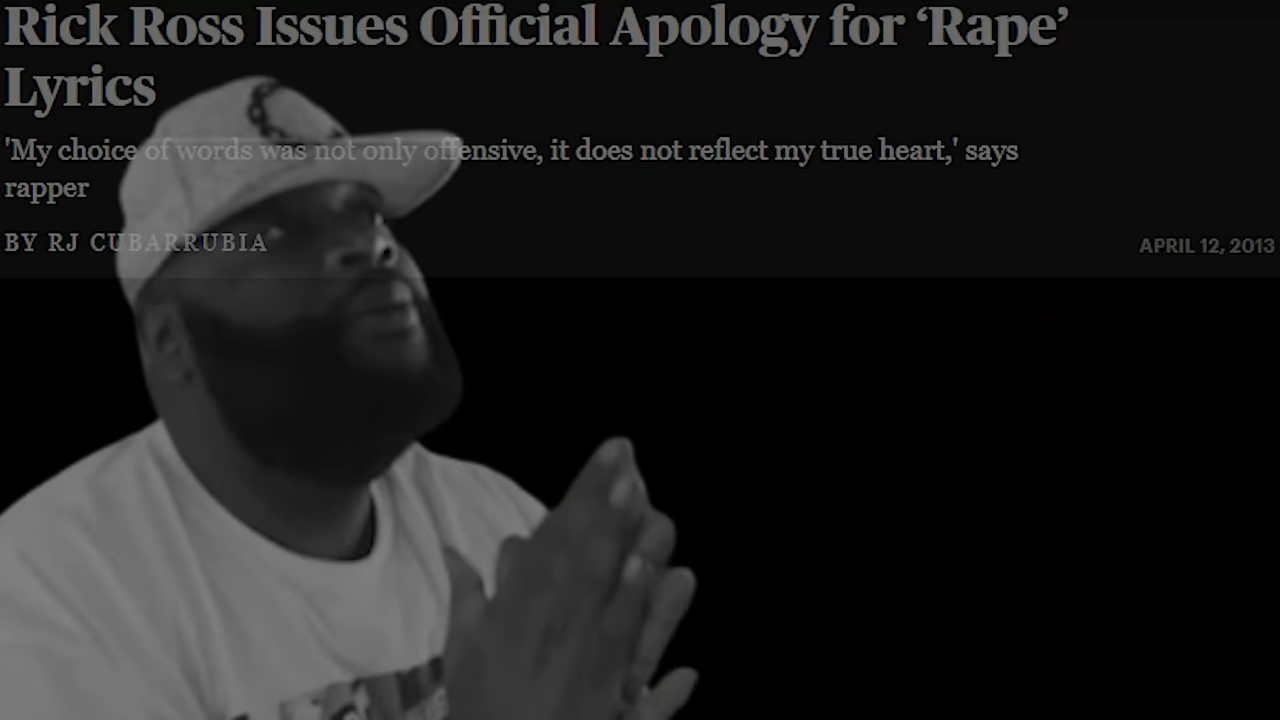 Rick Ross Issues Official Apology for ‘Rape’
Lyrics
'My choice of words was not only offensive, it does not reflect my true heart,' says
rapper
BY RJ CUBARRUBIA
APRIL 12, 2013